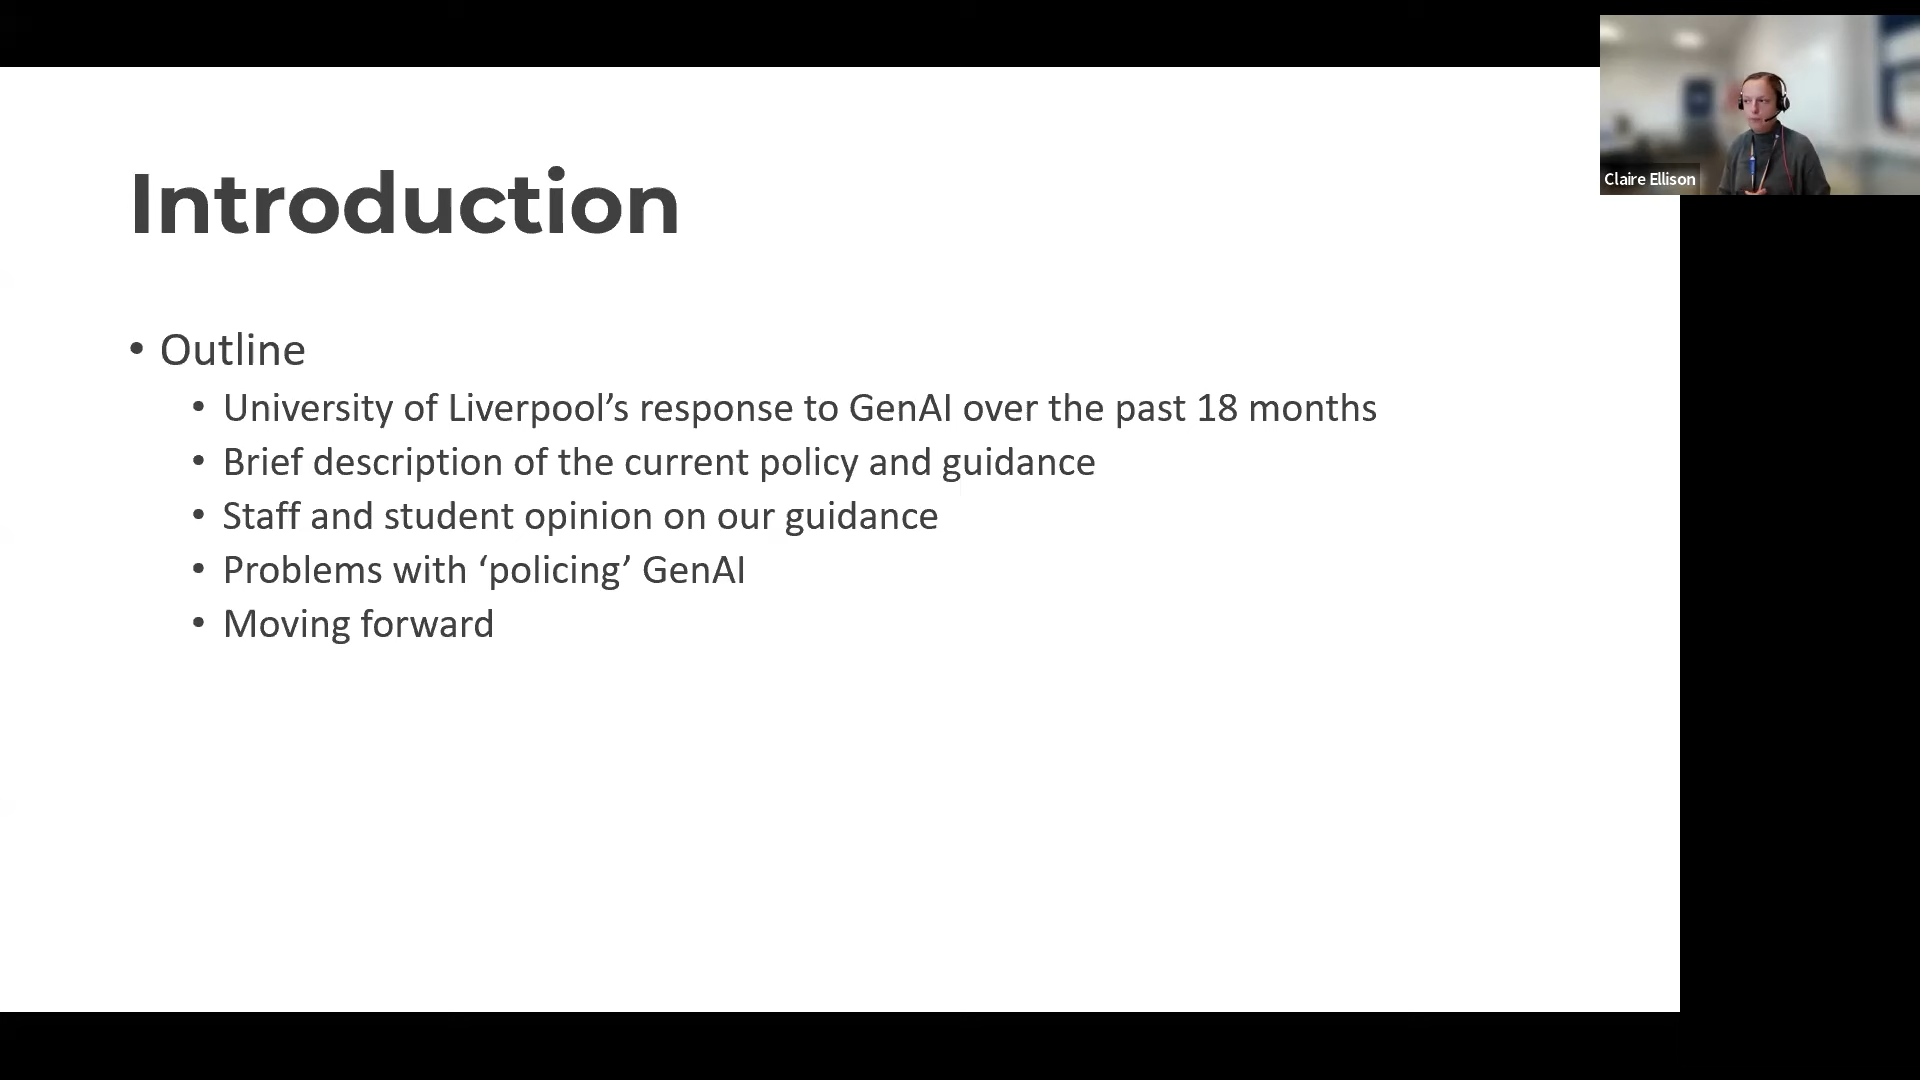 Introduction
• Outline
• University of Liverpool’s response to GenAI over the past 18 months
• Brief description of the current policy and guidance
• Staff and student opinion on our guidance
• Problems with ‘policing’ GenAI
• Moving forward
Claire Ellison